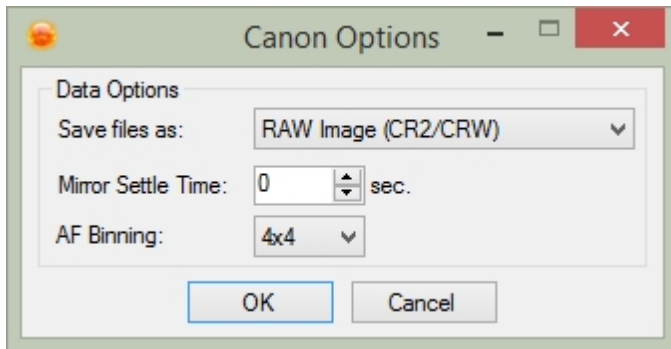 Canon Options
Data Options
Save files as: RAW Image (CR2/CRW)
Mirror Settle Time: 0 sec.
AF Binning: 4x4
OK Cancel